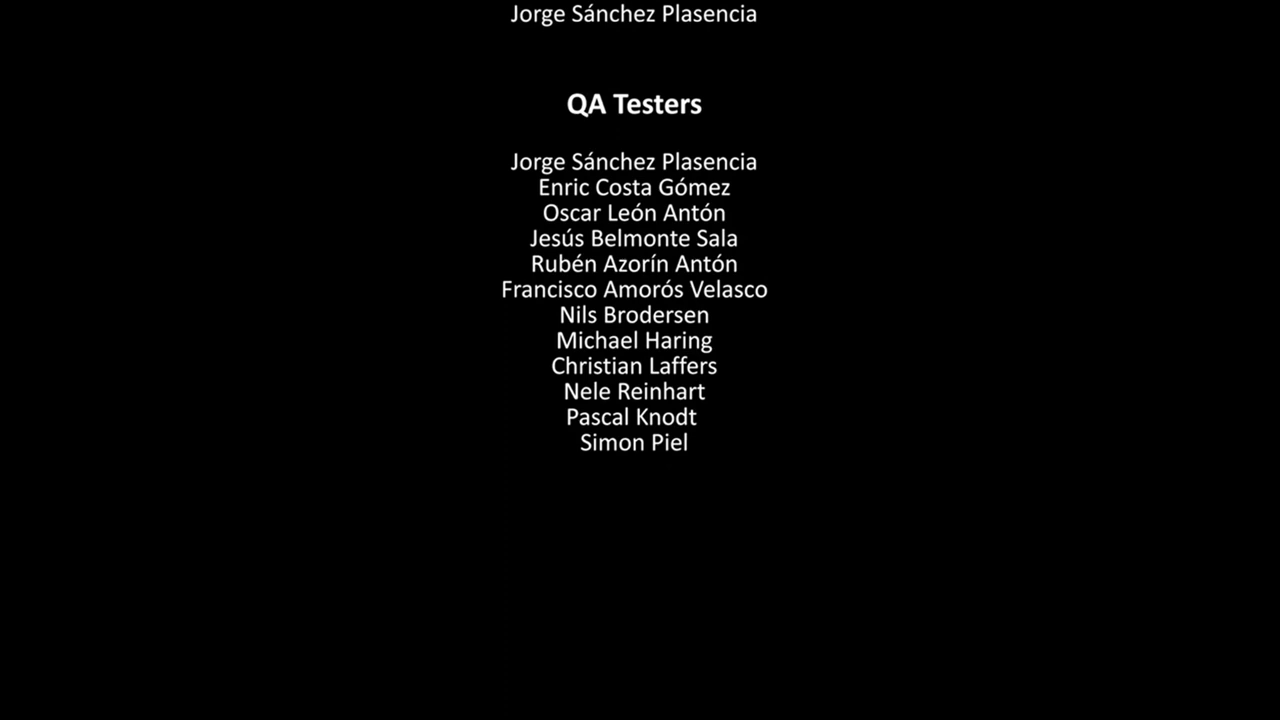 Jorge Sánchez Plasencia
QA Testers
Jorge Sánchez Plasencia
Enric Costa Gómez
Oscar León Antón
Jesús Belmonte Sala
Rubén Azorín Antón
Francisco Amorós Velasco
Nils Brodersen
Michael Haring
Christian Laffers
Nele Reinhart
Pascal Knodt
Simon Piel